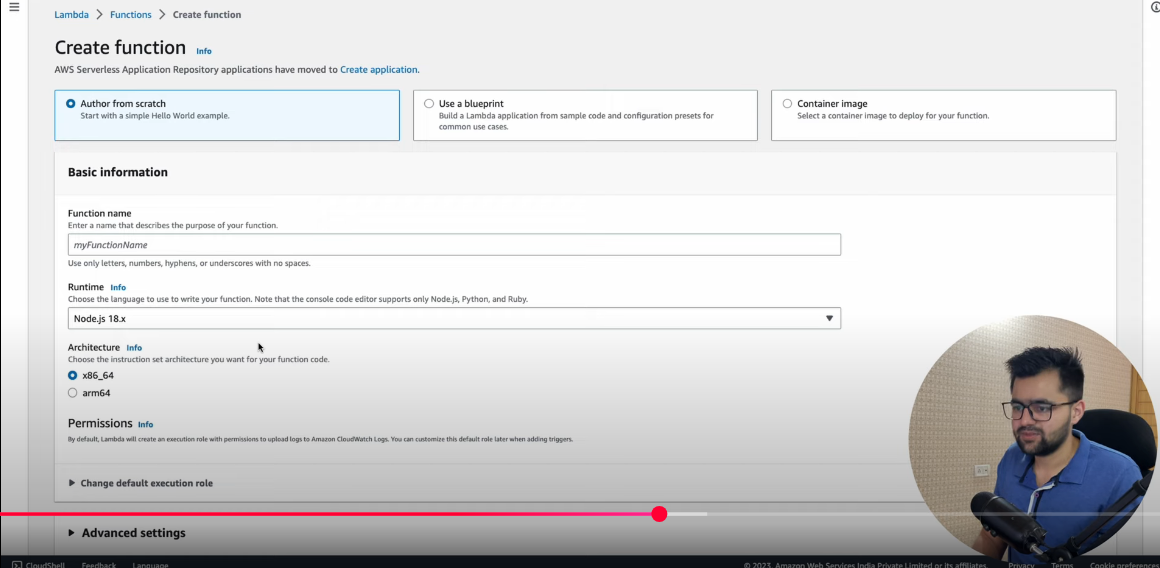 Lambda > Functions > Create function
Create function Info
AWS Serverless Application Repository applications have moved to Create application.
Author from scratch
Start with a simple Hello World example.
Use a blueprint
Build a Lambda application from sample code and configuration presets for
common use cases.
Container image
Select a container image to deploy for your function.
Basic information
Function name
Enter a name that describes the purpose of your function.
myFunctionName
Use only letters, numbers, hyphens, or underscores with no spaces.
Runtime Info
Choose the language to use to write your function. Note that the console code editor supports only Node.js, Python, and Ruby.
Node.js 18.x
Architecture Info
Choose the instruction set architecture you want for your function code.
x86_64
arm64
Permissions Info
By default, Lambda will create an execution role with permissions to upload logs to Amazon CloudWatch Logs. You can customize this default role later when adding triggers.
Change default execution role
Advanced settings
CloudShell Feedback Language © 2023, Amazon Web Services India Private Limited or its affiliates. Privacy Terms Cookie preferences